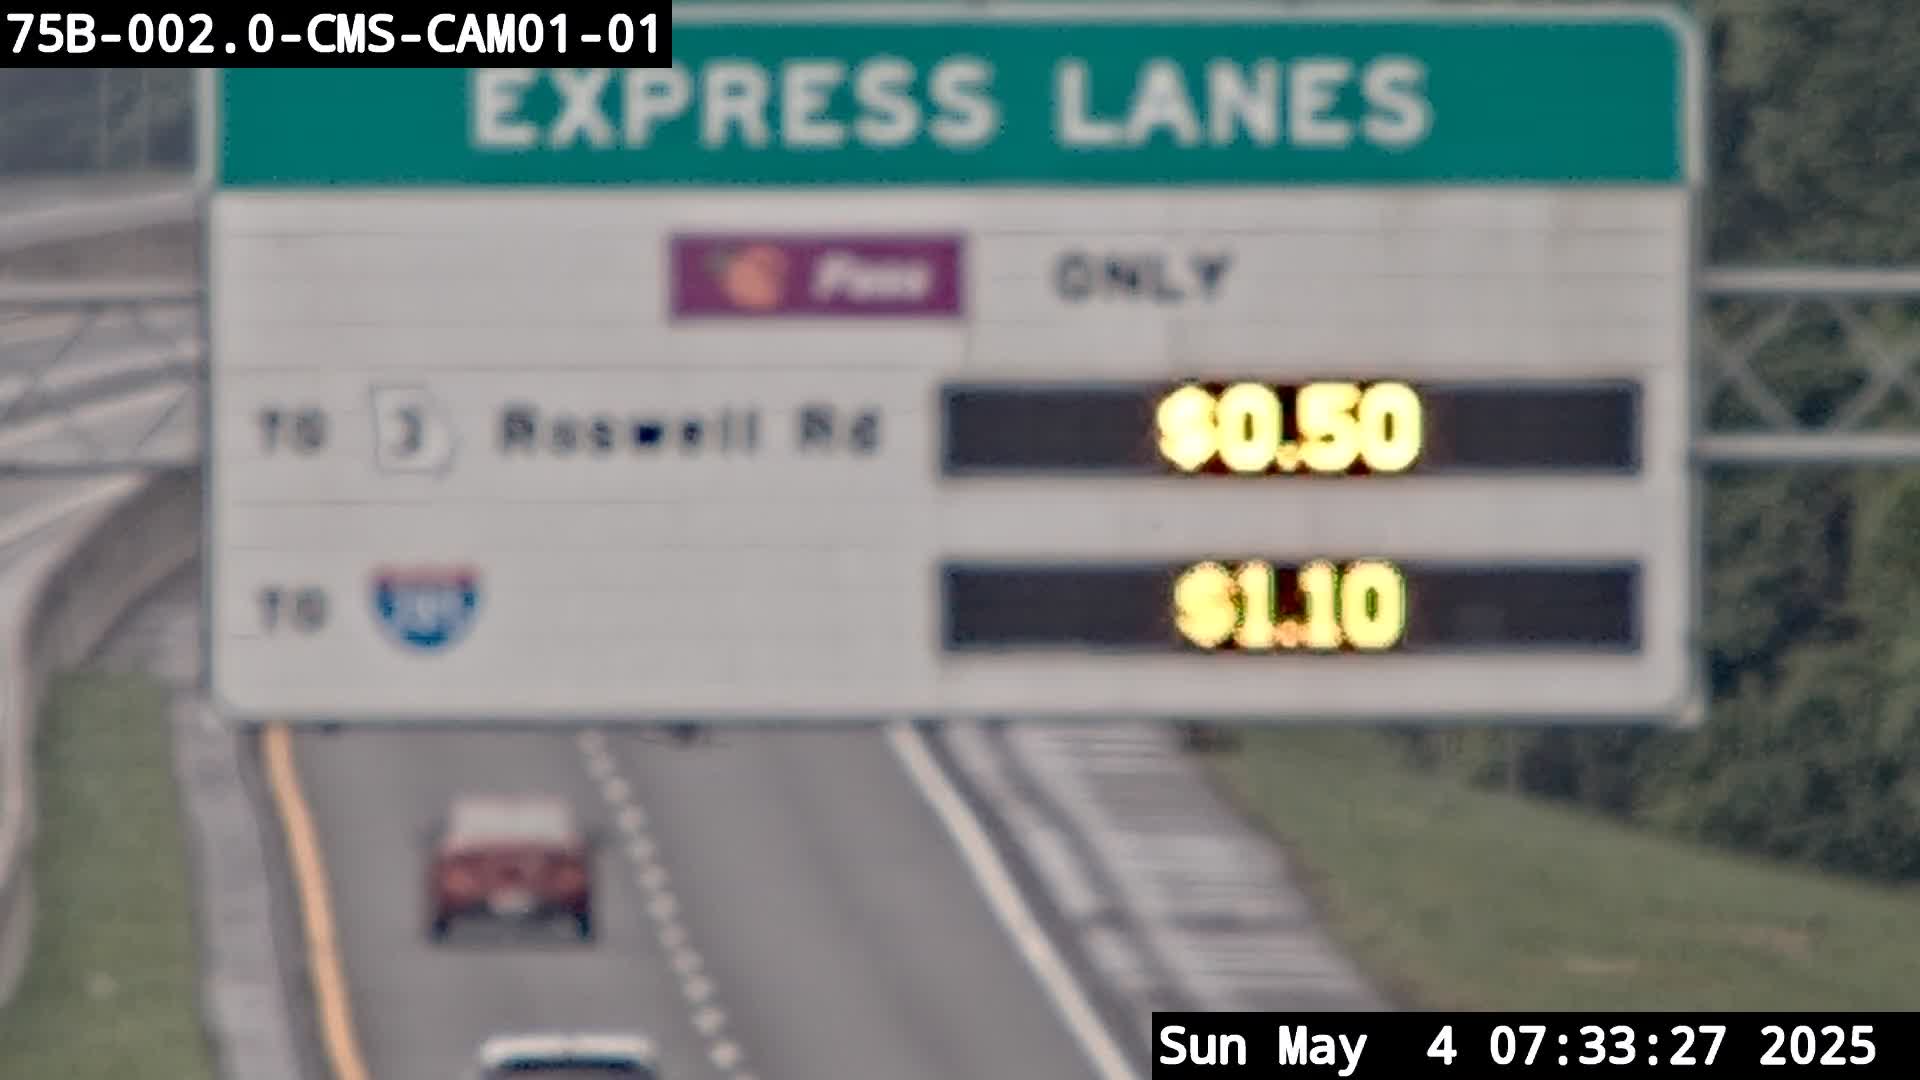 75B-002.0-CMS-CAM01-01
EXPRESS LANES
Pass ONLY
TO 3 Roswell Rd $0.50
TO $1.10
Sun May 4 07:33:27 2025